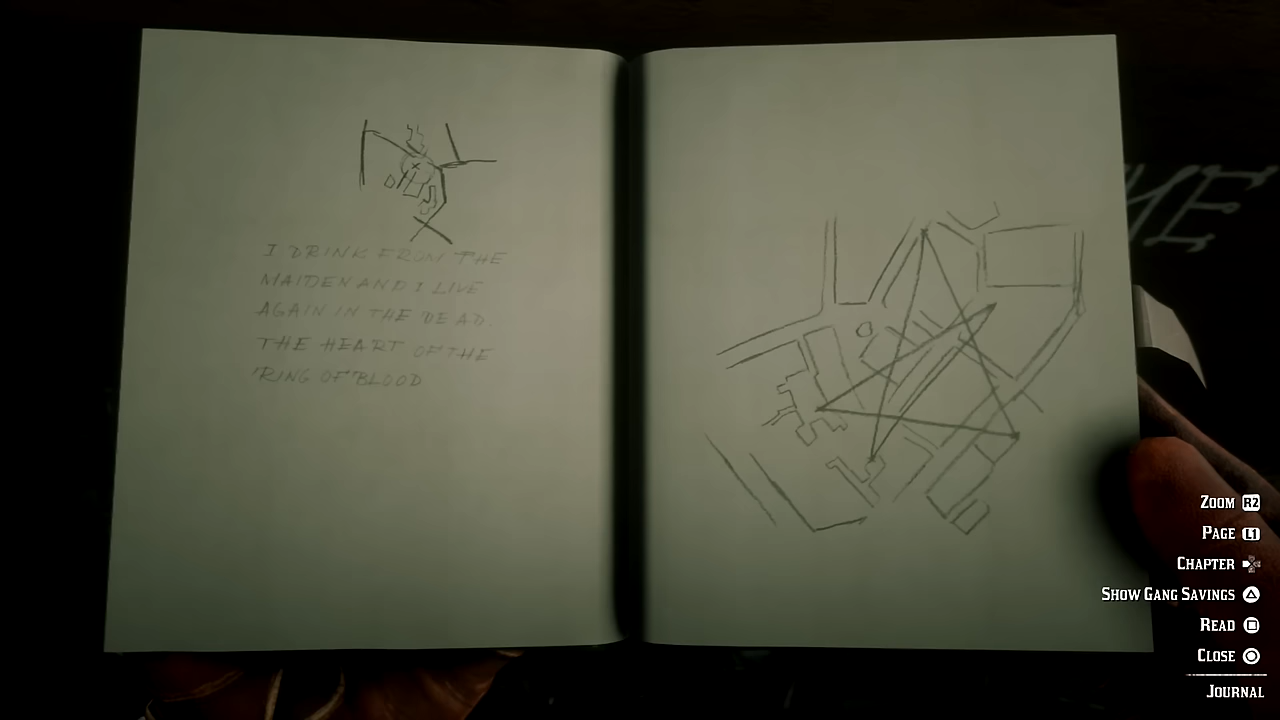 I DRINK FROM THE
MAIDEN AND I LIVE
AGAIN IN THE DEAD.
THE HEART OF THE
RING OF BLOOD
ZOOM R2
PAGE L1
CHAPTER
SHOW GANG SAVINGS
READ
CLOSE
JOURNAL